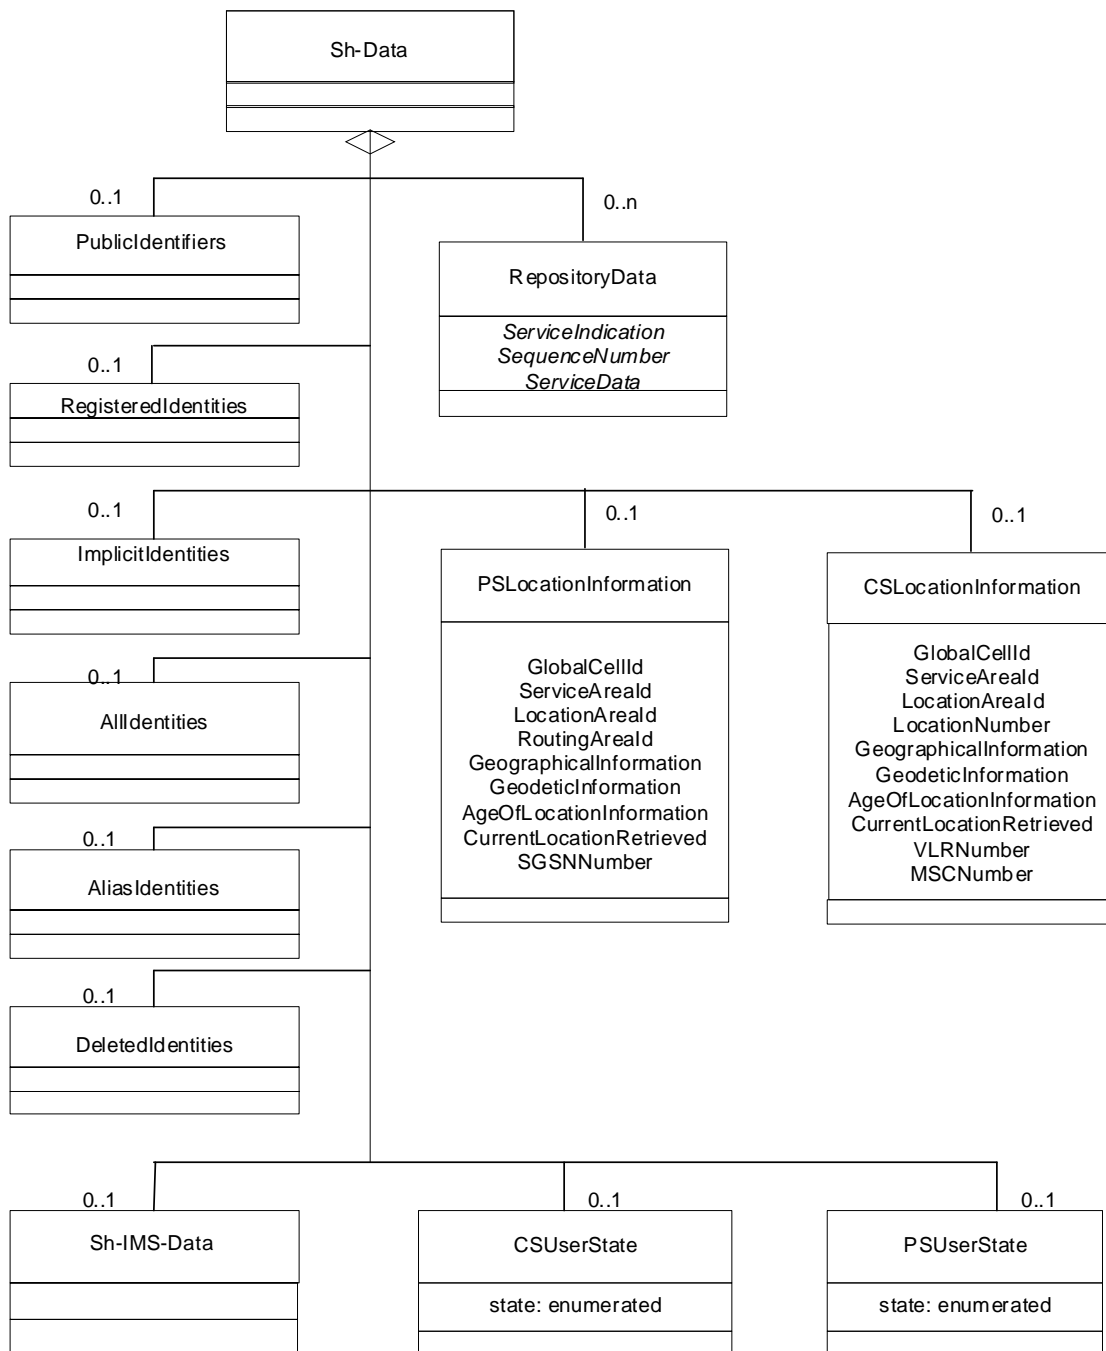 Sh-Data
0..1
0..n
PublicIdentifiers
RepositoryData
ServiceIndication
SequenceNumber
ServiceData
0..1
RegisteredIdentities
0..1
0..1
0..1
ImplicitIdentities
PSLocationInformation
GlobalCellId
ServiceAreaId
LocationAreaId
RoutingAreaId
GeographicalInformation
GeodeticInformation
AgeOfLocationInformation
CurrentLocationRetrieved
SGSNNumber
CSLocationInformation
GlobalCellId
ServiceAreaId
LocationAreaId
LocationNumber
GeographicalInformation
GeodeticInformation
AgeOfLocationInformation
CurrentLocationRetrieved
VLRNumber
MSCNumber
0..1
AllIdentities
0..1
AliasIdentities
0..1
DeletedIdentities
0..1
0..1
0..1
Sh-IMS-Data
CSUserState
state: enumerated
PSUserState
state: enumerated